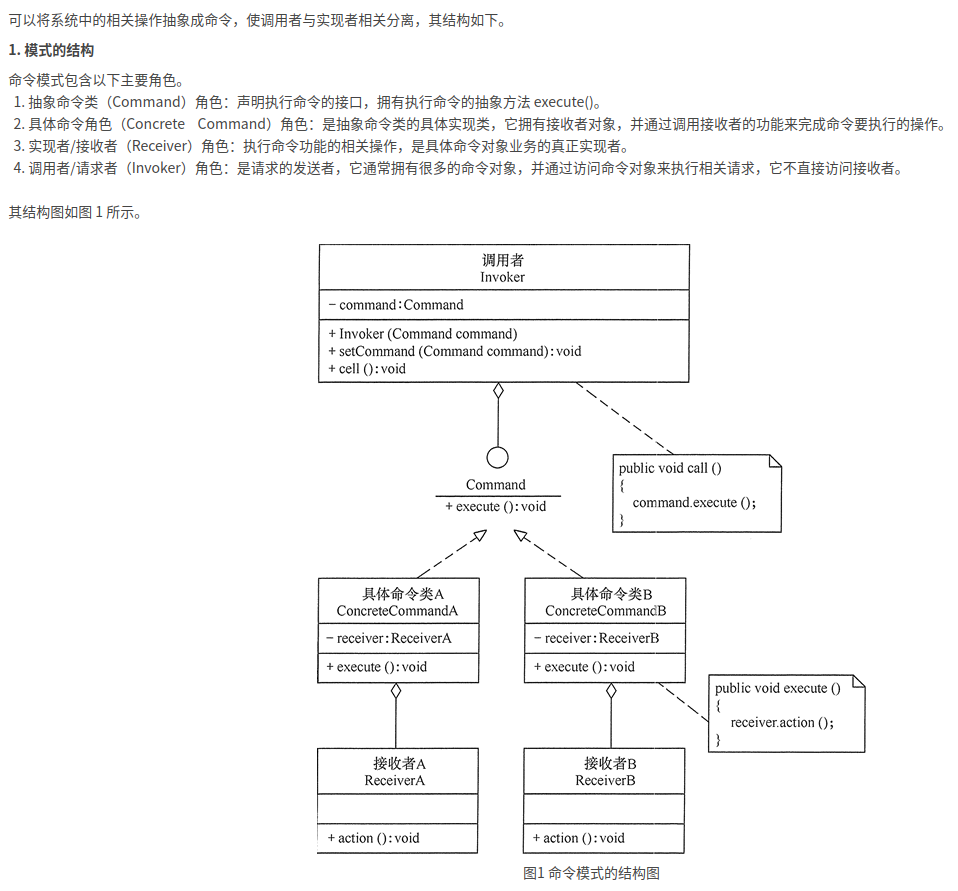 可以将系统中的相关操作抽象成命令，使调用者与实现者相关分离，其结构如下。
1. 模式的结构
命令模式包含以下主要角色。
1. 抽象命令类（Command）角色：声明执行命令的接口，拥有执行命令的抽象方法 execute()。
2. 具体命令角色（Concrete Command）角色：是抽象命令类的具体实现类，它拥有接收者对象，并通过调用接收者的功能来完成命令要执行的操作。
3. 实现者/接收者（Receiver）角色：执行命令功能的相关操作，是具体命令对象业务的真正实现者。
4. 调用者/请求者（Invoker）角色：是请求的发送者，它通常拥有很多的命令对象，并通过访问命令对象来执行相关请求，它不直接访问接收者。
其结构图如图 1 所示。
调用者
Invoker
− command：Command
+ Invoker (Command command)
+ setCommand (Command command)：void
+ cell ()：void
public void call ()
{
command.execute ();
}
Command
+ execute ()：void
具体命令类A
ConcreteCommandA
− receiver：ReceiverA
+ execute ()：void
具体命令类B
ConcreteCommandB
− receiver：ReceiverB
+ execute ()：void
public void execute ()
{
receiver.action ();
}
接收者A
ReceiverA
+ action ()：void
接收者B
ReceiverB
+ action ()：void
图1 命令模式的结构图